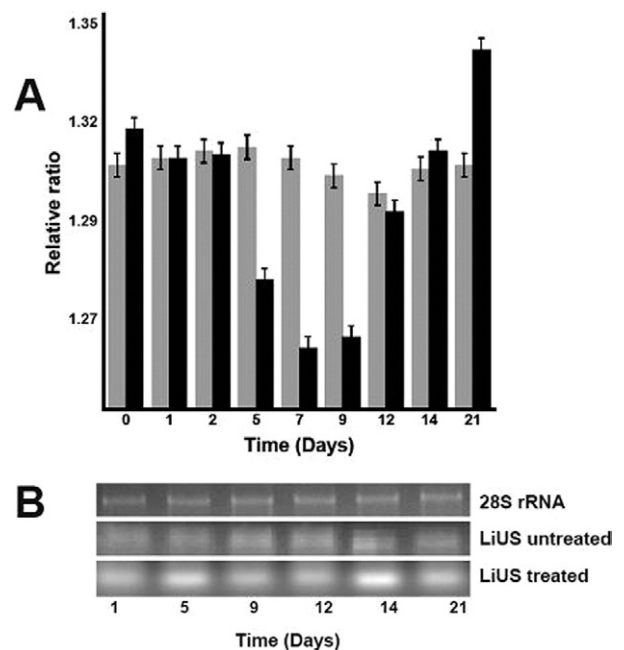 A
Relative ratio
1.35
1.32
1.29
1.27
0 1 2 5 7 9 12 14 21
Time (Days)
B
28S rRNA
LiUS untreated
LiUS treated
1 5 9 12 14 21
Time (Days)